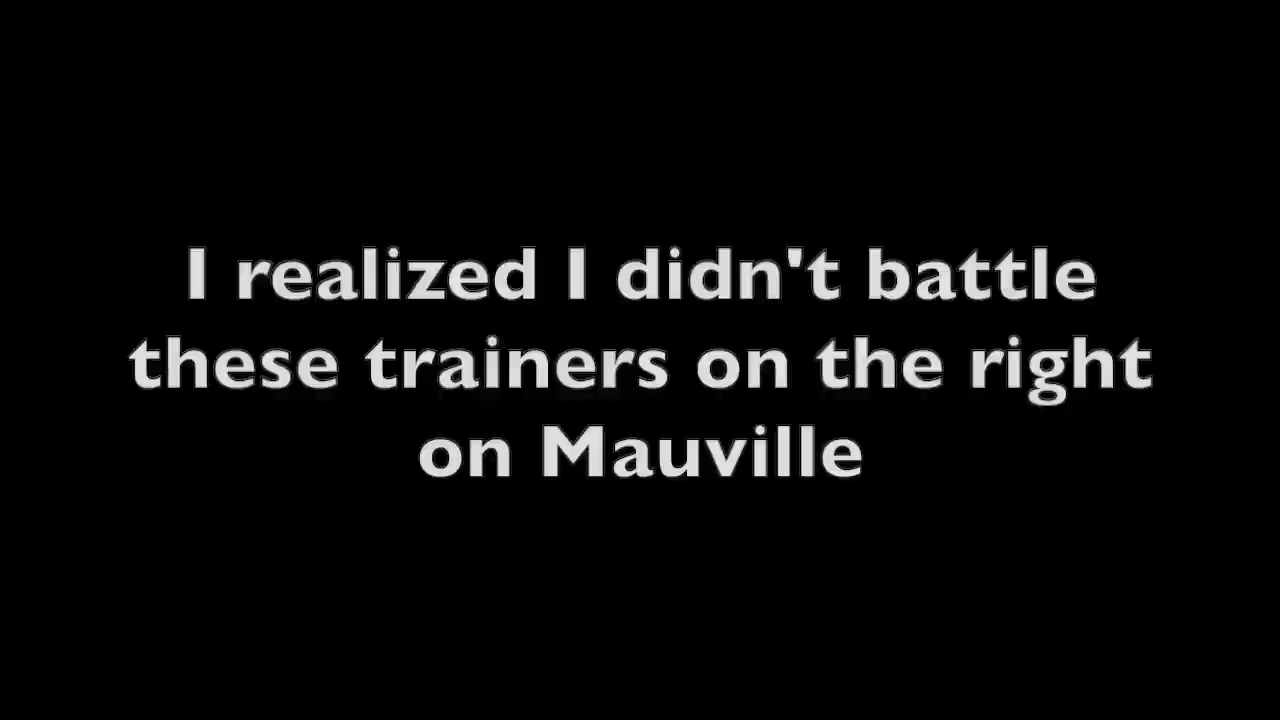 I realized I didn't battle
these trainers on the right
on Mauville